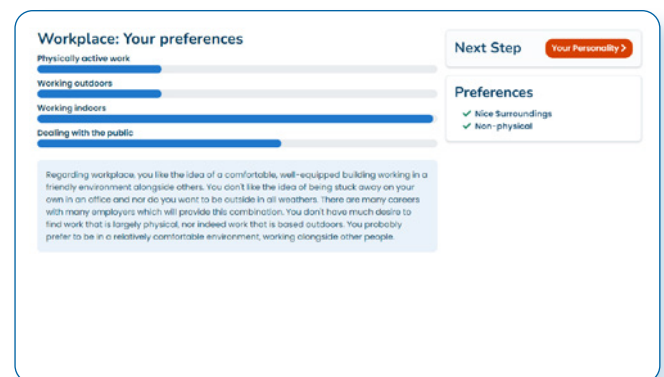 Workplace: Your preferences
Physically active work
Working outdoors
Working indoors
Dealing with the public
Regarding workplace, you like the idea of a comfortable, well-equipped building working in a
friendly environment alongside others. You don't like the idea of being stuck away on your
own in an office and nor do you want to be outside in all weathers. There are many careers
with many employers which will provide this combination. You don't have much desire to
find work that is largely physical, nor indeed work that is based outdoors. You probably
prefer to be in a relatively comfortable environment, working alongside other people.
Next Step
Your Personality >
Preferences
Nice Surroundings
Non-physical